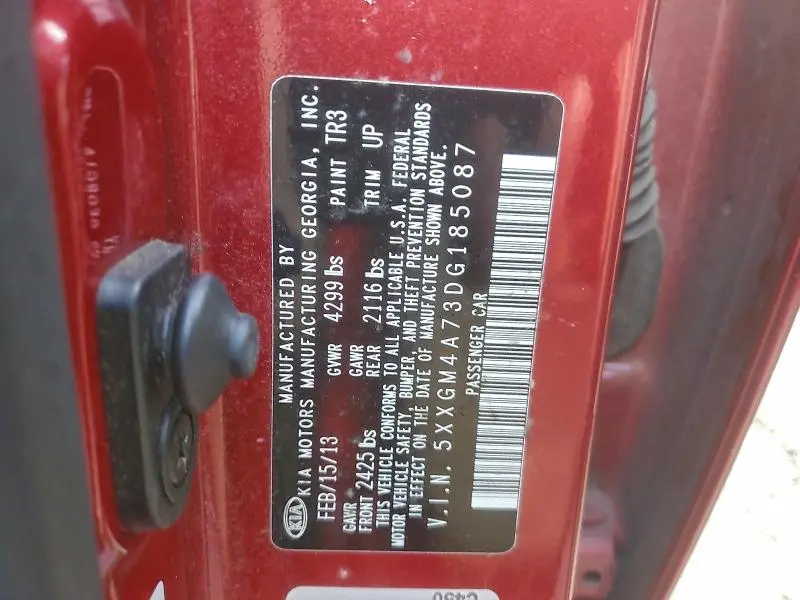 MANUFACTURED BY
KIA KIA MOTORS MANUFACTURING GEORGIA, INC.
FEB/15/13 GVWR 4299 lbs PAINT TR3
GAWR FRONT 2425 lbs GAWR REAR 2116 lbs TRIM UP
THIS VEHICLE CONFORMS TO ALL APPLICABLE U.S.A. FEDERAL
MOTOR VEHICLE SAFETY, BUMPER, AND THEFT PREVENTION STANDARDS
IN EFFECT ON THE DATE OF MANUFACTURE SHOWN ABOVE.
V.I.N. 5XXGM4A73DG185087
PASSENGER CAR